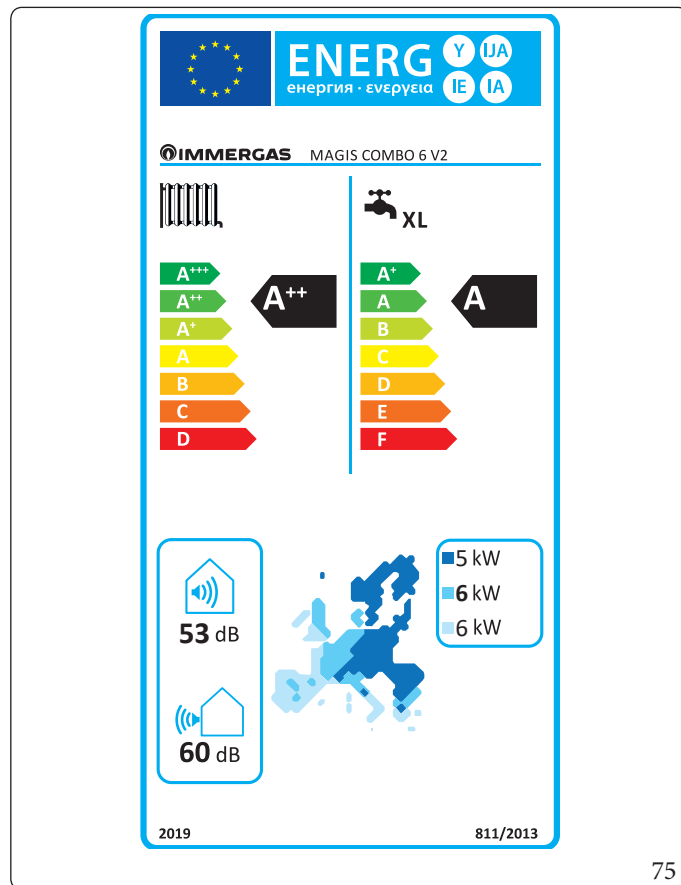 ENERG Y IJA
енергия · ενεργεια IE IA
IMMERGAS MAGIS COMBO 6 V2
XL
A+++
A++
A+
A
B
C
D
A++
A+
A
B
C
D
E
F
A
53 dB
60 dB
5 kW
6 kW
6 kW
2019 811/2013
75